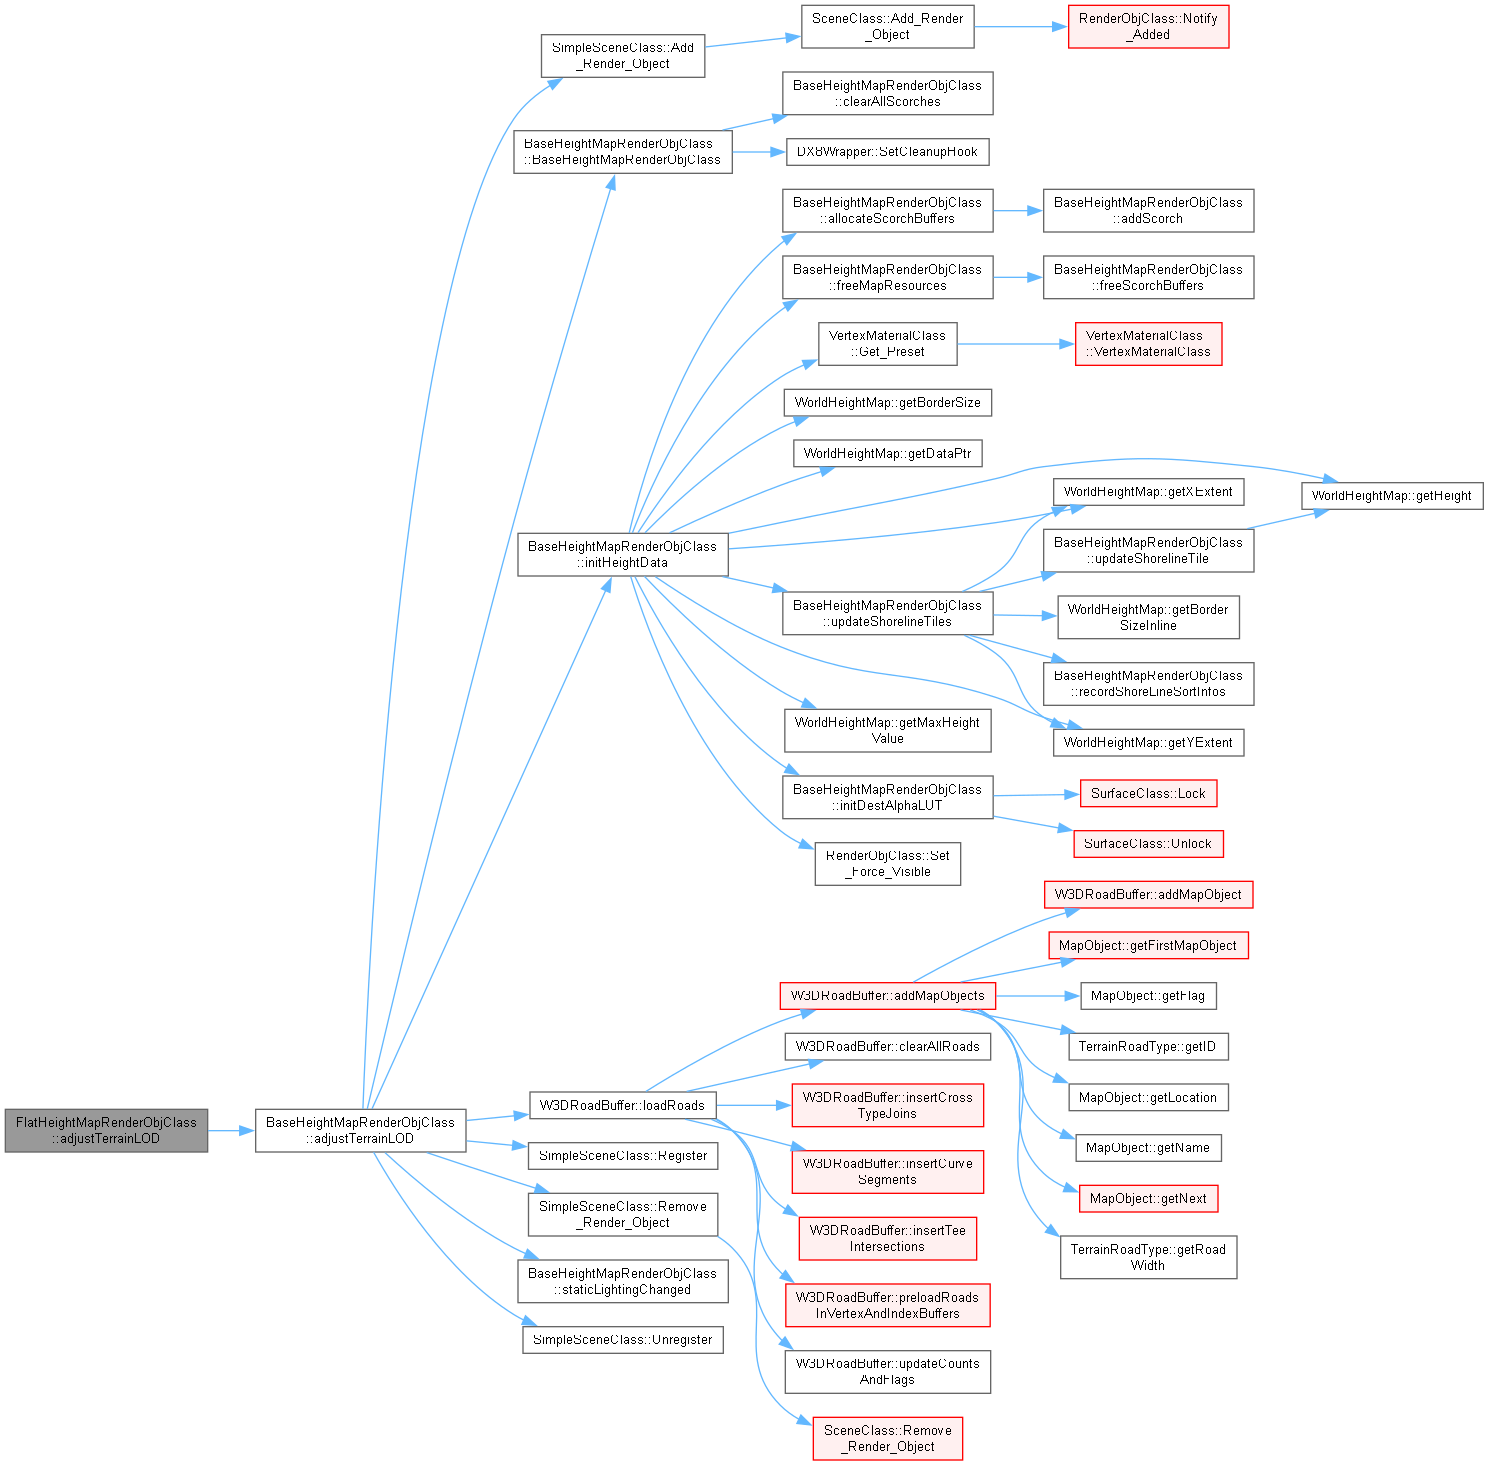 SceneClass::Add_Render
_Object
RenderObjClass::Notify
_Added
SimpleSceneClass::Add
_Render_Object
BaseHeightMapRenderObjClass
::clearAllScorches
BaseHeightMapRenderObjClass
::BaseHeightMapRenderObjClass
DX8Wrapper::SetCleanupHook
BaseHeightMapRenderObjClass
::allocateScorchBuffers
BaseHeightMapRenderObjClass
::addScorch
BaseHeightMapRenderObjClass
::freeMapResources
BaseHeightMapRenderObjClass
::freeScorchBuffers
VertexMaterialClass
::Get_Preset
VertexMaterialClass
::VertexMaterialClass
WorldHeightMap::getBorderSize
WorldHeightMap::getDataPtr
WorldHeightMap::getXExtent
WorldHeightMap::getHeight
BaseHeightMapRenderObjClass
::initHeightData
BaseHeightMapRenderObjClass
::updateShorelineTile
BaseHeightMapRenderObjClass
::updateShorelineTiles
WorldHeightMap::getBorder
SizeInline
BaseHeightMapRenderObjClass
::recordShoreLineSortInfos
WorldHeightMap::getMaxHeight
Value
WorldHeightMap::getYExtent
BaseHeightMapRenderObjClass
::initDestAlphaLUT
SurfaceClass::Lock
SurfaceClass::Unlock
RenderObjClass::Set
_Force_Visible
W3DRoadBuffer::addMapObject
MapObject::getFirstMapObject
W3DRoadBuffer::addMapObjects
MapObject::getFlag
W3DRoadBuffer::clearAllRoads
TerrainRoadType::getID
W3DRoadBuffer::loadRoads
W3DRoadBuffer::insertCross
TypeJoins
MapObject::getLocation
FlatHeightMapRenderObjClass
::adjustTerrainLOD
BaseHeightMapRenderObjClass
::adjustTerrainLOD
SimpleSceneClass::Register
W3DRoadBuffer::insertCurve
Segments
MapObject::getName
MapObject::getNext
SimpleSceneClass::Remove
_Render_Object
W3DRoadBuffer::insertTee
Intersections
TerrainRoadType::getRoad
Width
BaseHeightMapRenderObjClass
::staticLightingChanged
W3DRoadBuffer::preloadRoads
InVertexAndIndexBuffers
SimpleSceneClass::Unregister
W3DRoadBuffer::updateCounts
AndFlags
SceneClass::Remove
_Render_Object